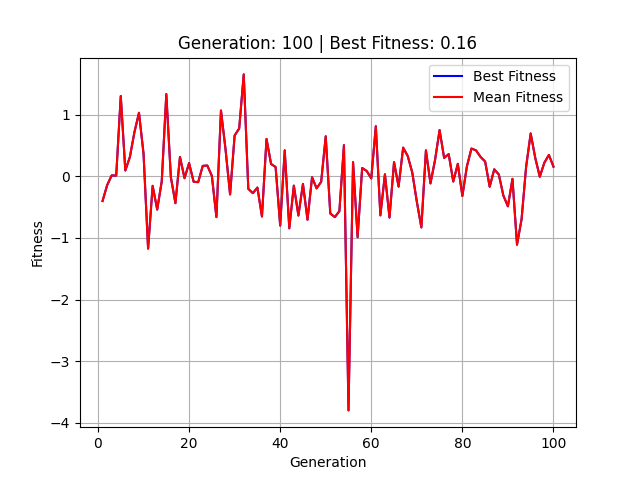 Generation: 100 | Best Fitness: 0.16
Best Fitness
Mean Fitness
1
0
−1
−2
−3
−4
Fitness
0 20 40 60 80 100
Generation